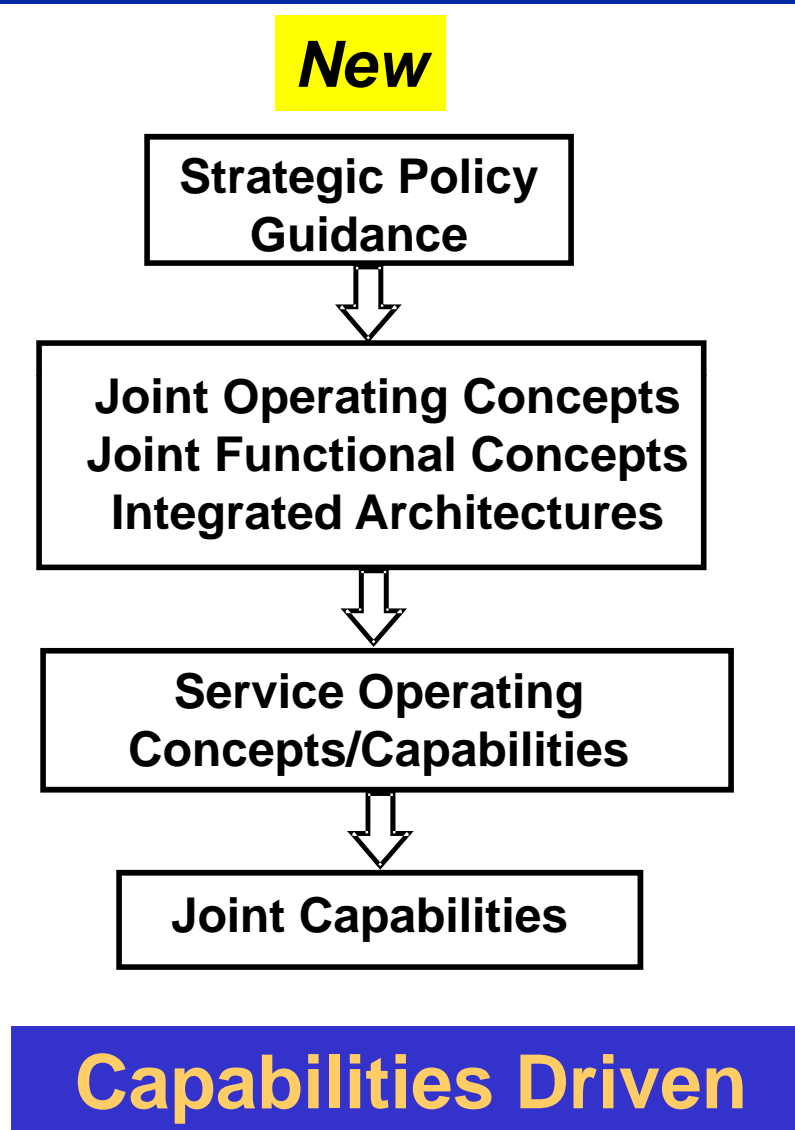 New
Strategic Policy
Guidance
Joint Operating Concepts
Joint Functional Concepts
Integrated Architectures
Service Operating
Concepts/Capabilities
Joint Capabilities
Capabilities Driven